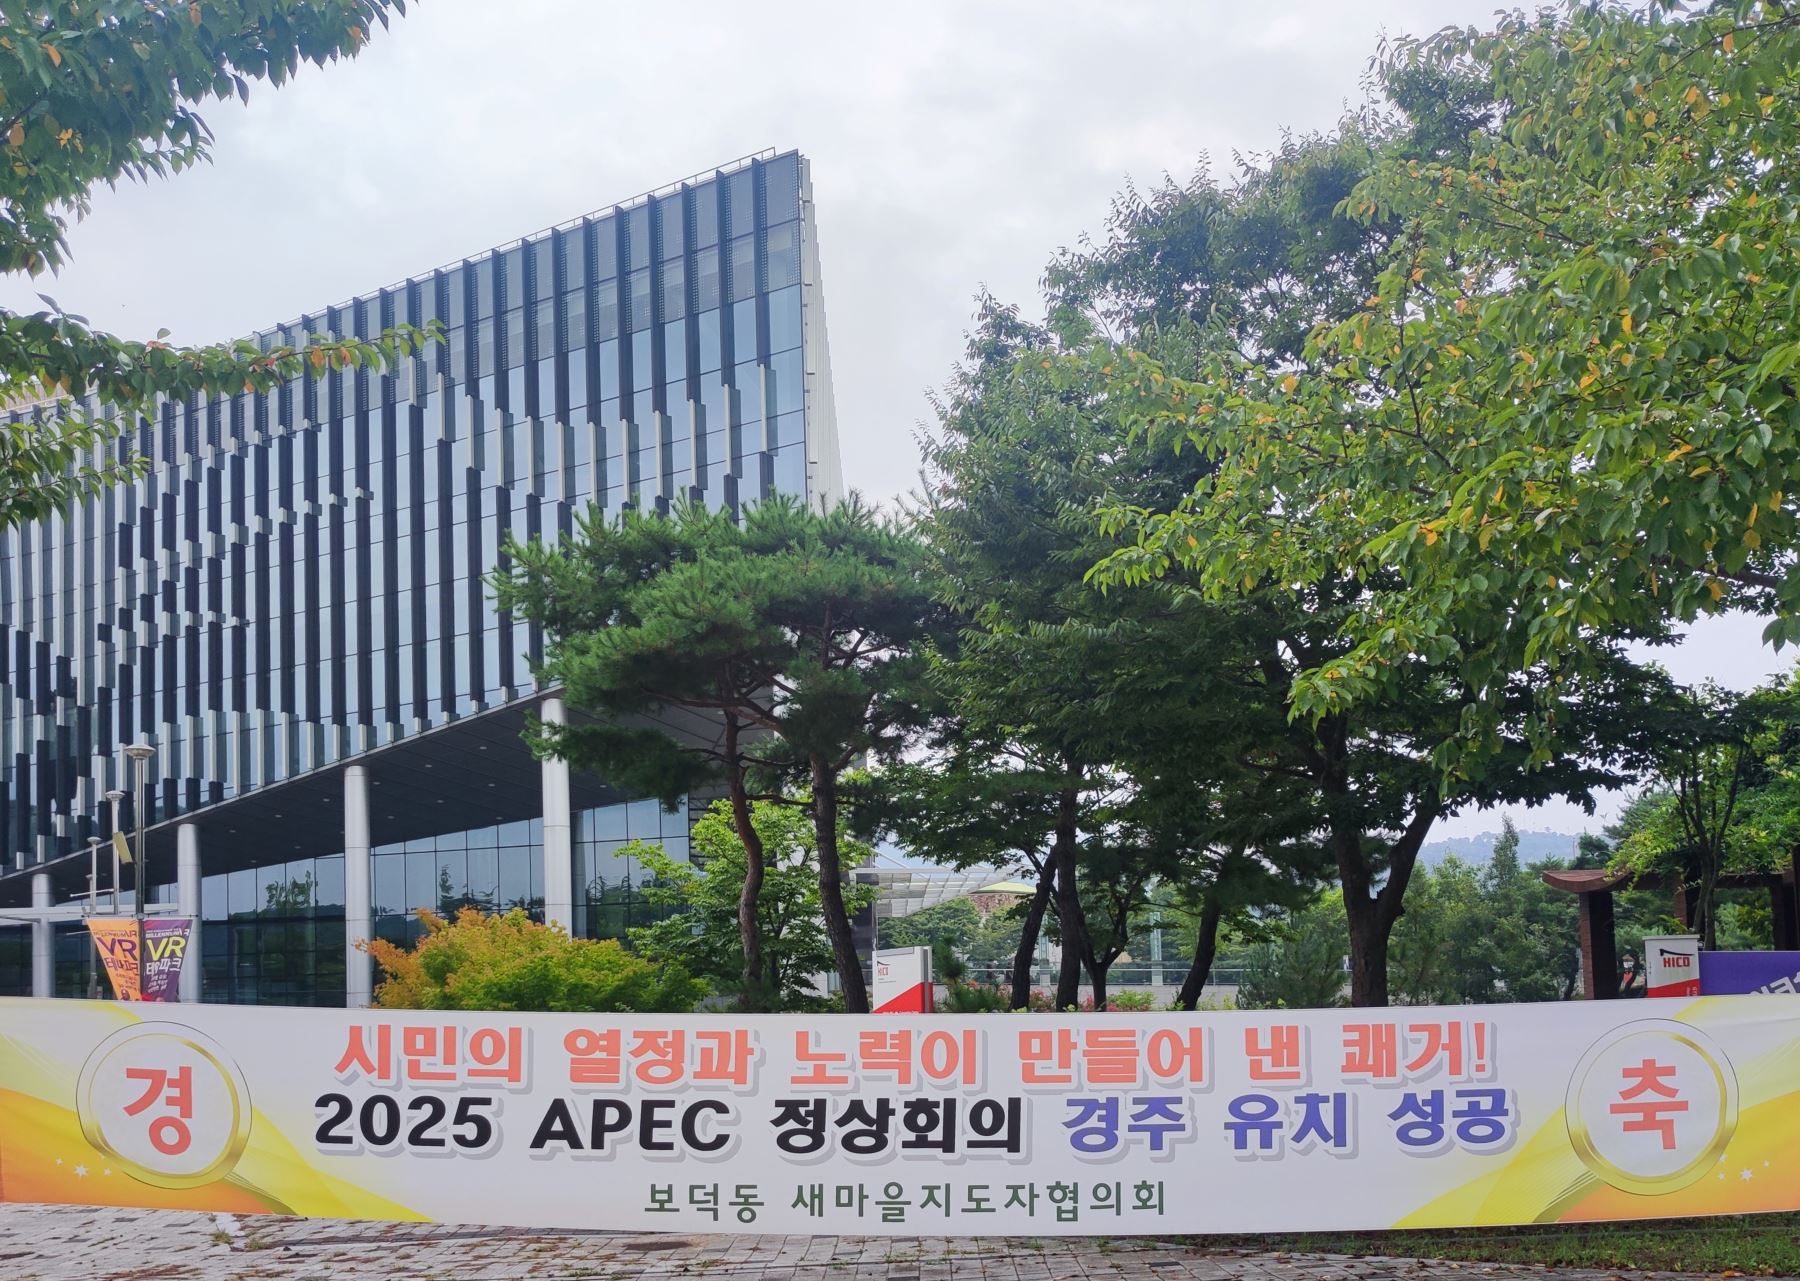 MILLENNIUM
VR
VR
HICO
HICO
경
시민의 열정과 노력이 만들어 낸 쾌거!
2025 APEC 정상회의 경주 유치 성공
보덕동 새마을지도자협의회
축